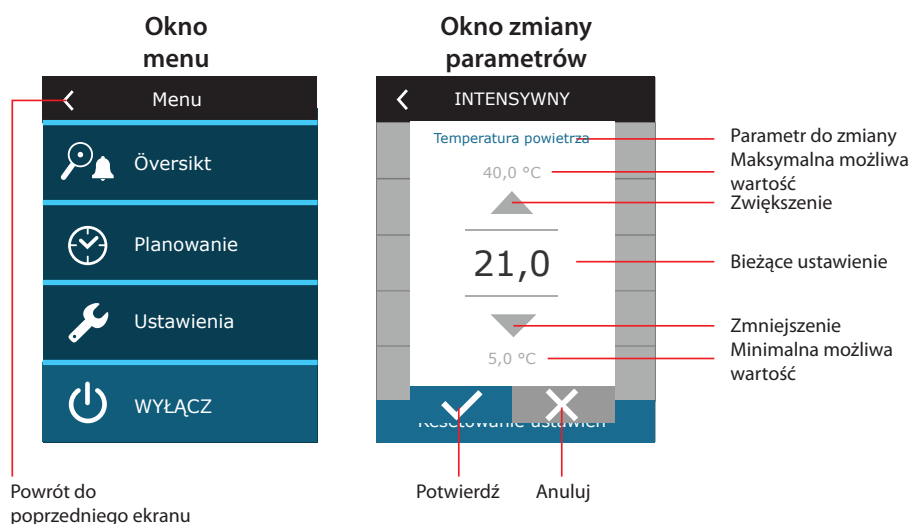 Okno
menu
Menu
Översikt
Planowanie
Ustawienia
WYŁĄCZ
Powrót do
poprzedniego ekranu
Okno zmiany
parametrów
INTENSYWNY
Temperatura powietrza
40,0 °C
21,0
5,0 °C
Resetowanie ustawień
Potwierdź
Anuluj
Parametr do zmiany
Maksymalna możliwa
wartość
Zwiększenie
Bieżące ustawienie
Zmniejszenie
Minimalna możliwa
wartość